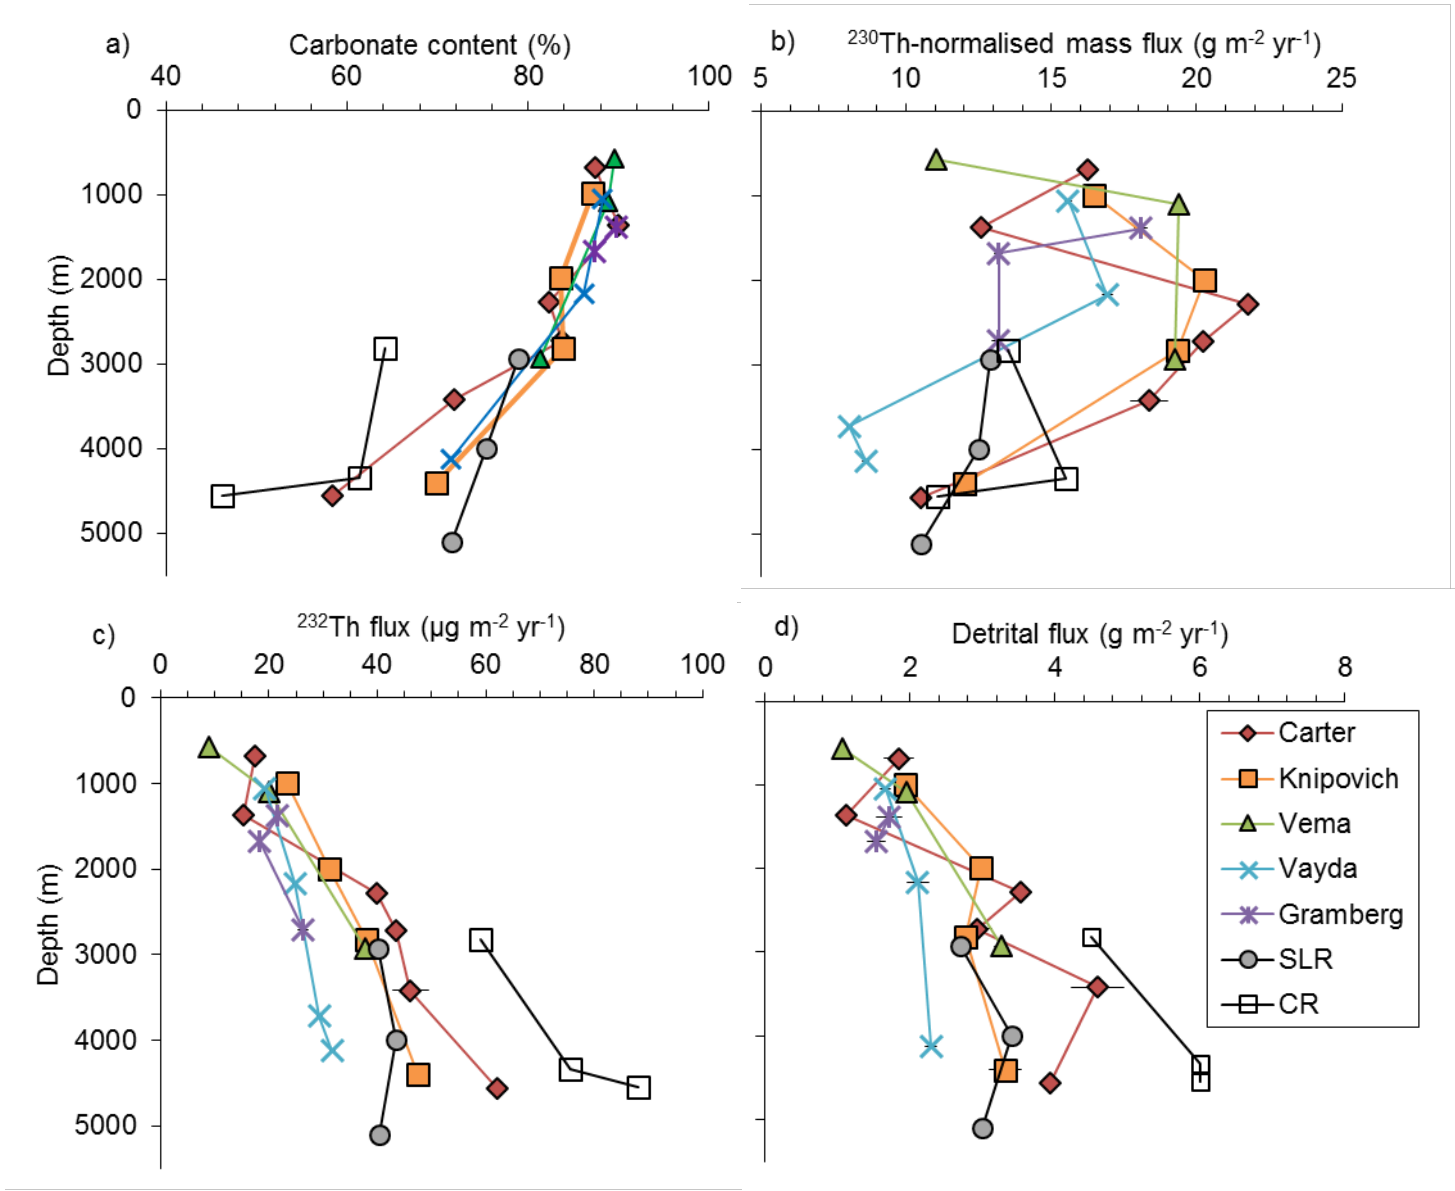 a) Carbonate content (%)
40 60 80 100
0
1000
2000
3000
4000
5000
Depth (m)
b) ²³⁰Th-normalised mass flux (g m⁻² yr⁻¹)
5 10 15 20 25
c) ²³²Th flux (µg m⁻² yr⁻¹)
0 20 40 60 80 100
0
1000
2000
3000
4000
5000
Depth (m)
d) Detrital flux (g m⁻² yr⁻¹)
0 2 4 6 8
Carter
Knipovich
Vema
Vayda
Gramberg
SLR
CR